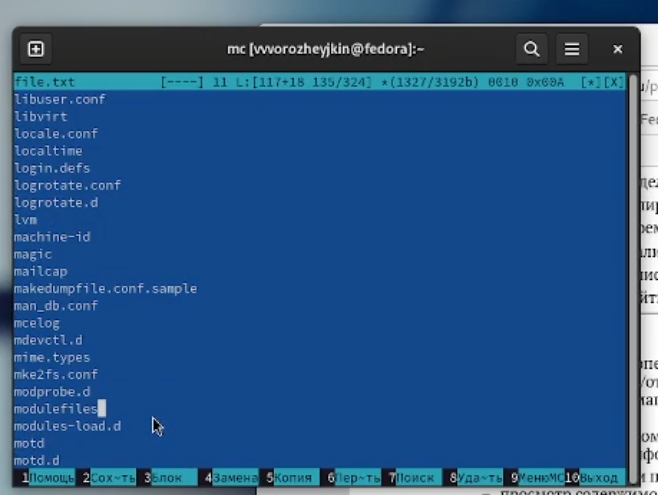 mc [vvvorozheyjkin@fedora]:~
file.txt [----] 11 L:[117+18 135/324] *(1327/3192b) 0010 0x00A [*][X]
libuser.conf
libvirt
locale.conf
localtime
login.defs
logrotate.conf
logrotate.d
lvm
machine-id
magic
mailcap
makedumpfile.conf.sample
man_db.conf
mcelog
mdevctl.d
mime.types
mke2fs.conf
modprobe.d
modulefiles
modules-load.d
motd
motd.d
1Помощь 2Сох~ть 3Блок 4Замена 5Копия 6Пер~ть 7Поиск 8Уда~ть 9МенюMC 10Выход